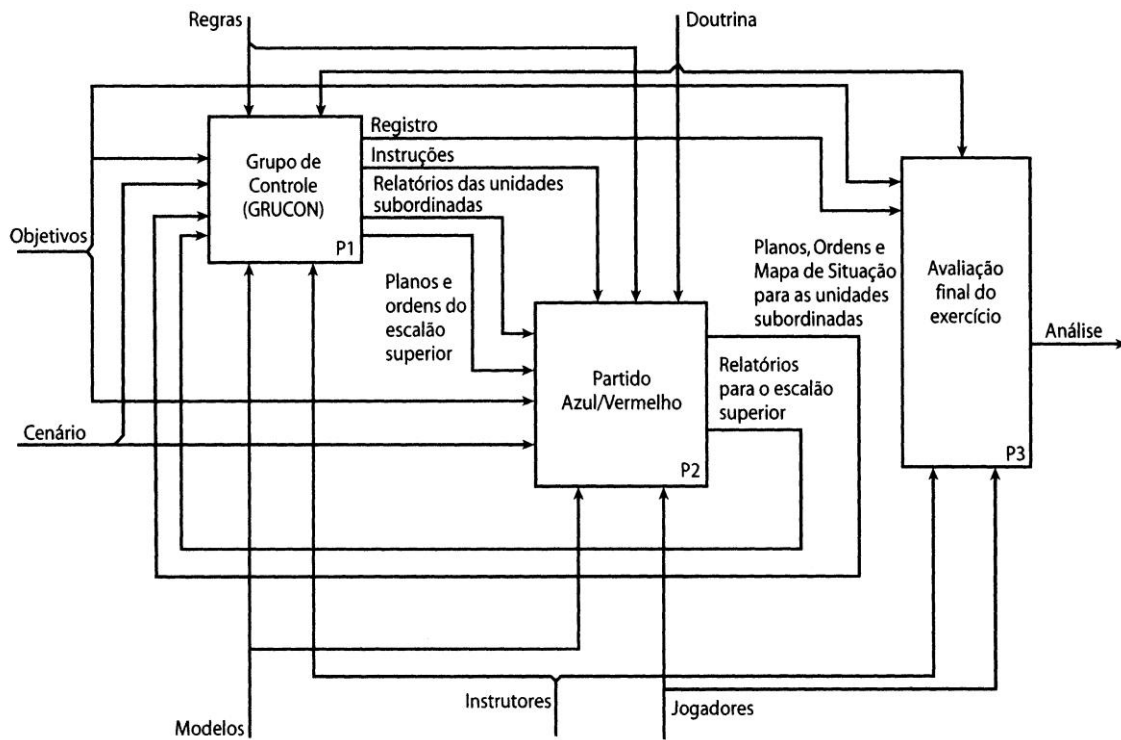 Regras
Doutrina
Registro
Instruções
Relatórios das unidades
subordinadas
Grupo de
Controle
(GRUCON)
P1
Objetivos
Planos e
ordens do
escalão
superior
Planos, Ordens e
Mapa de Situação
para as unidades
subordinadas
Avaliação
final do
exercício
P3
Análise
Partido
Azul/Vermelho
P2
Relatórios
para o escalão
superior
Cenário
Modelos
Instrutores
Jogadores